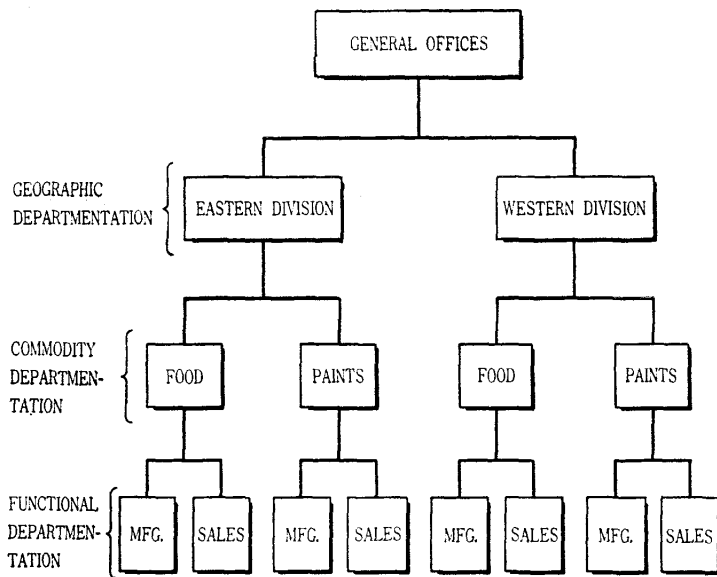 GENERAL OFFICES
GEOGRAPHIC
DEPARTMENTATION
EASTERN DIVISION
WESTERN DIVISION
COMMODITY
DEPARTMEN-
TATION
FOOD
PAINTS
FOOD
PAINTS
FUNCTIONAL
DEPARTMEN-
TATION
MFG.
SALES
MFG.
SALES
MFG.
SALES
MFG.
SALES